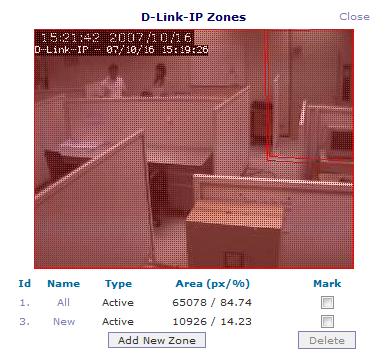 D-Link-IP Zones Close
15:21:42 2007/10/16
D-Link-IP - 07/10/16 15:19:26
Id Name Type Area (px/%) Mark
1. All Active 65078 / 84.74
3. New Active 10926 / 14.23
Add New Zone Delete